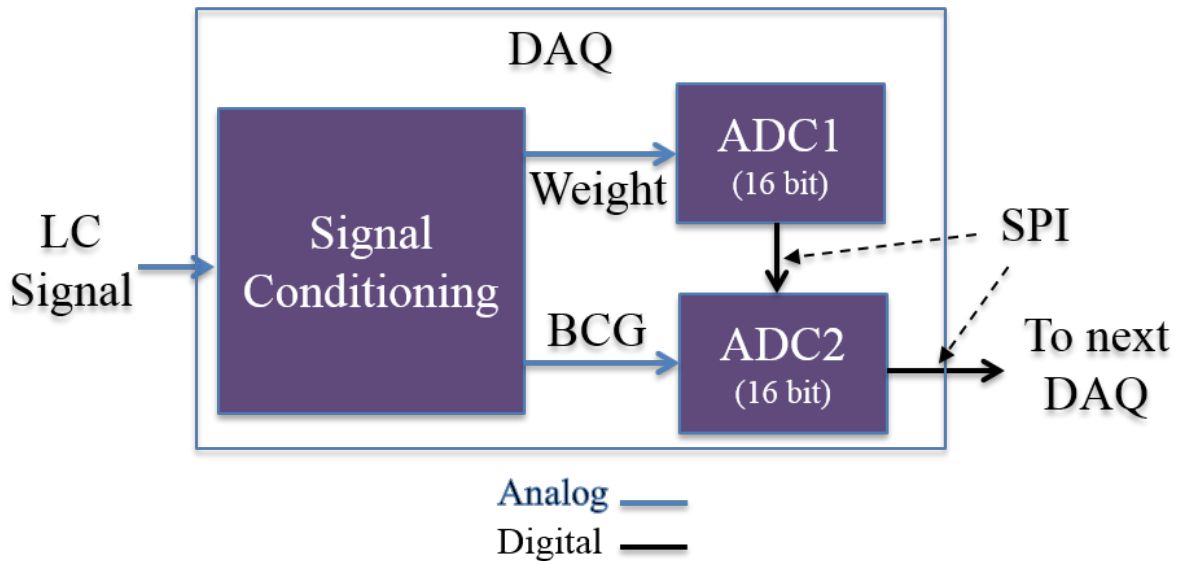 DAQ
LC
Signal
Signal
Conditioning
Weight
BCG
ADC1
(16 bit)
ADC2
(16 bit)
SPI
To next
DAQ
Analog
Digital